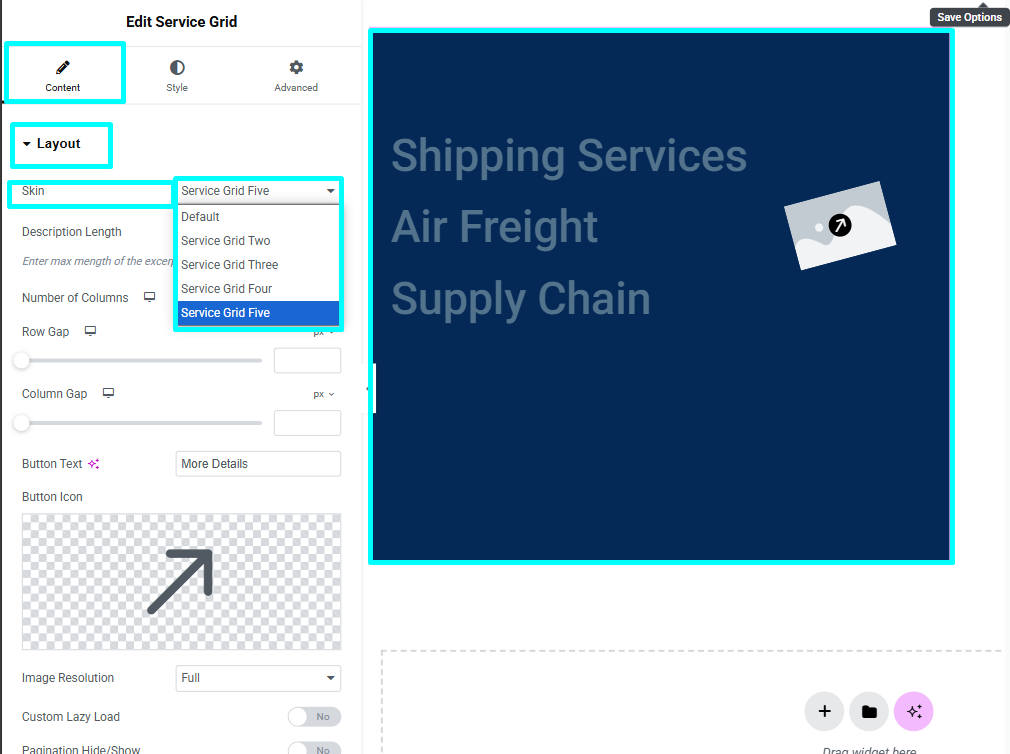 Edit Service Grid
Save Options
Content
Style
Advanced
Layout
Skin
Service Grid Five
Default
Service Grid Two
Service Grid Three
Service Grid Four
Service Grid Five
Description Length
Enter max mength of the excerp
Number of Columns
Row Gap
px
Column Gap
px
Button Text
More Details
Button Icon
Image Resolution
Full
Custom Lazy Load
No
Pagination Hide/Show
No
Shipping Services
Air Freight
Supply Chain
Drag widget here